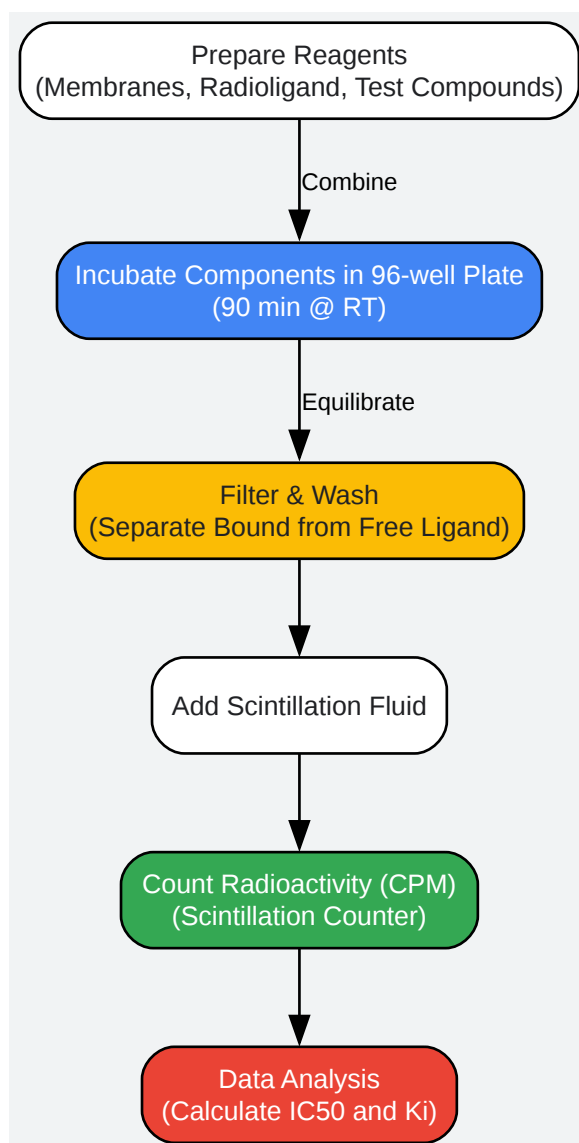 Prepare Reagents
(Membranes, Radioligand, Test Compounds)
Combine
Incubate Components in 96-well Plate
(90 min @ RT)
Equilibrate
Filter & Wash
(Separate Bound from Free Ligand)
Add Scintillation Fluid
Count Radioactivity (CPM)
(Scintillation Counter)
Data Analysis
(Calculate IC50 and Ki)